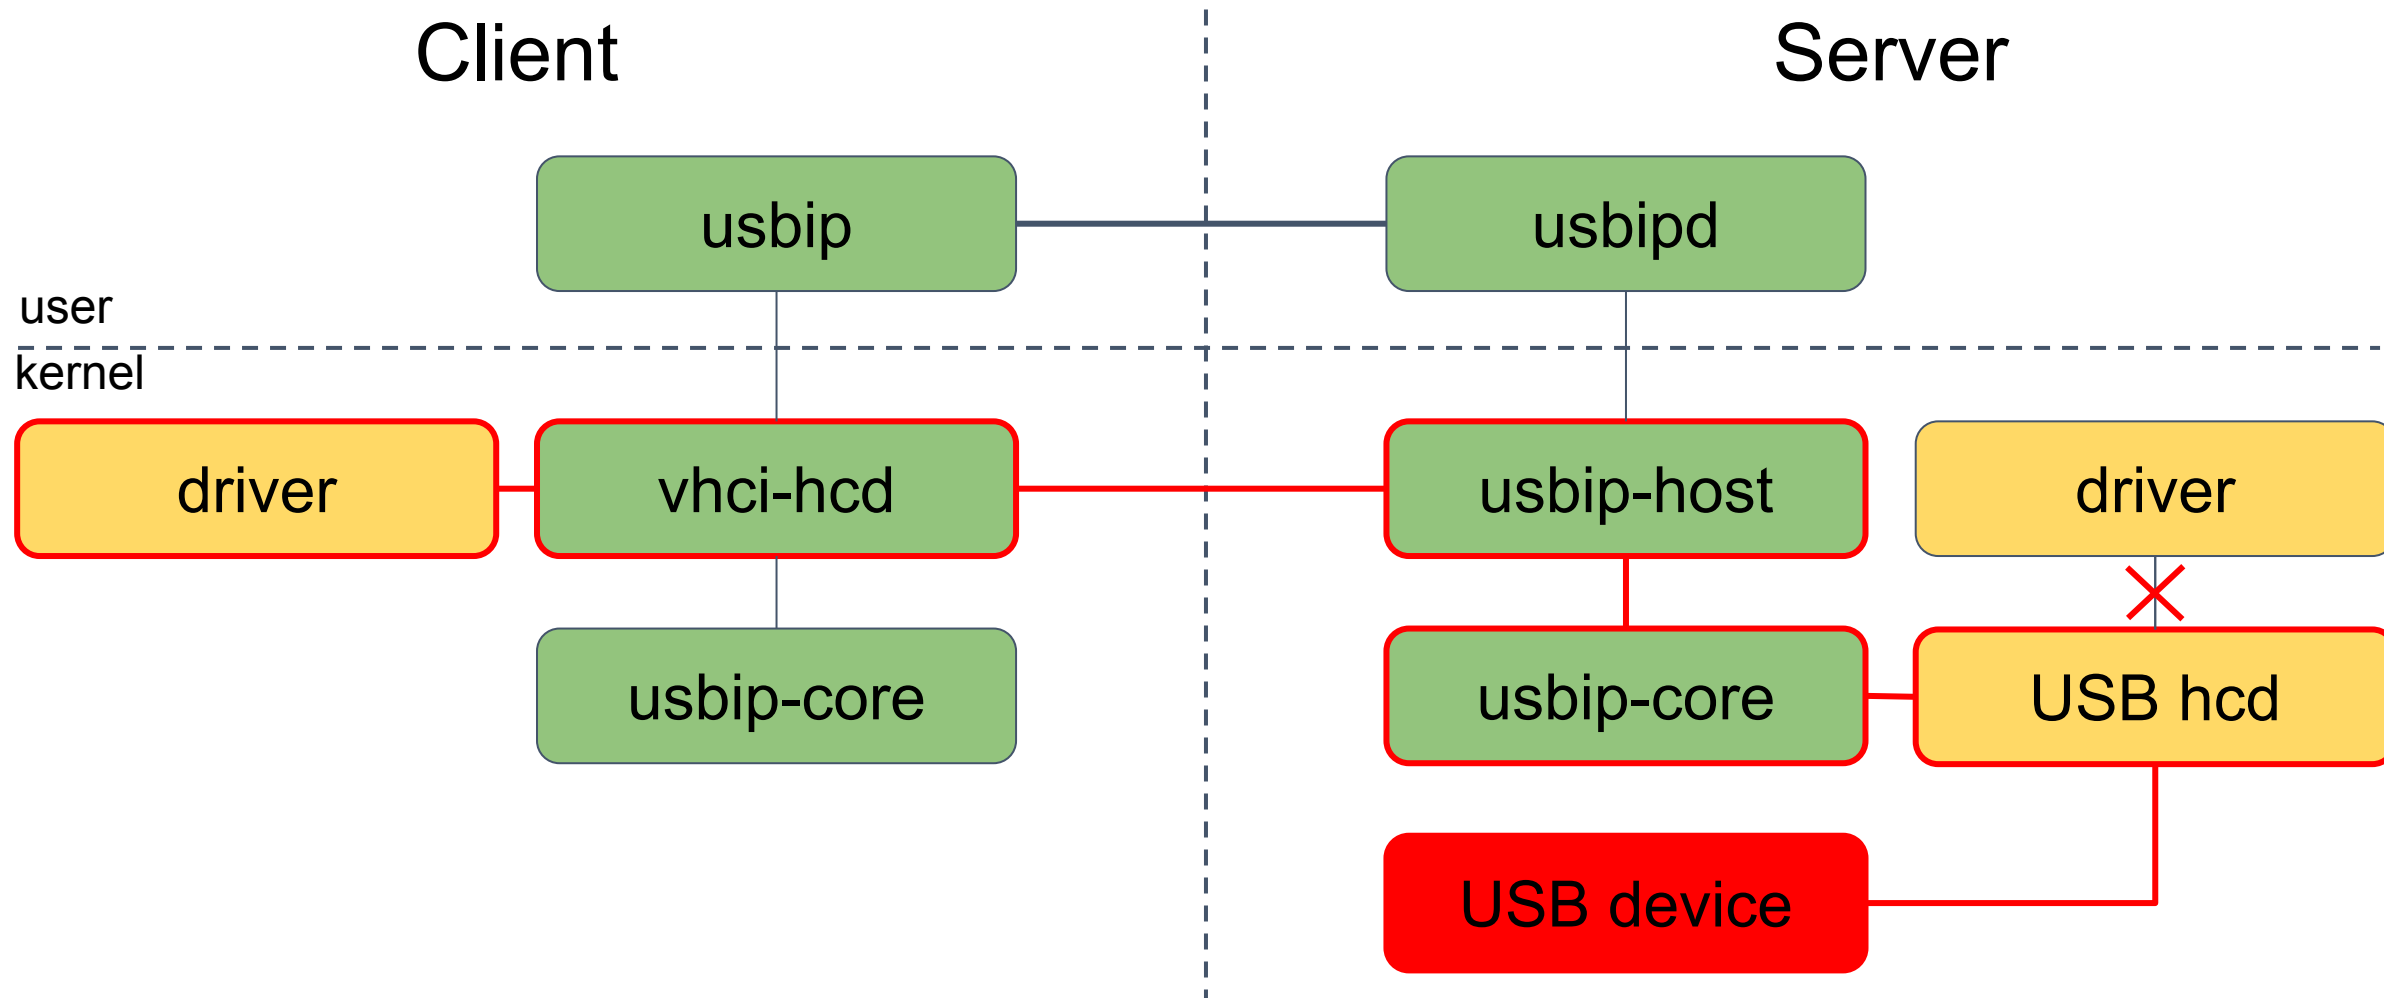 Client
Server
usbip
usbipd
user
kernel
driver
vhci-hcd
usbip-host
driver
usbip-core
usbip-core
USB hcd
USB device